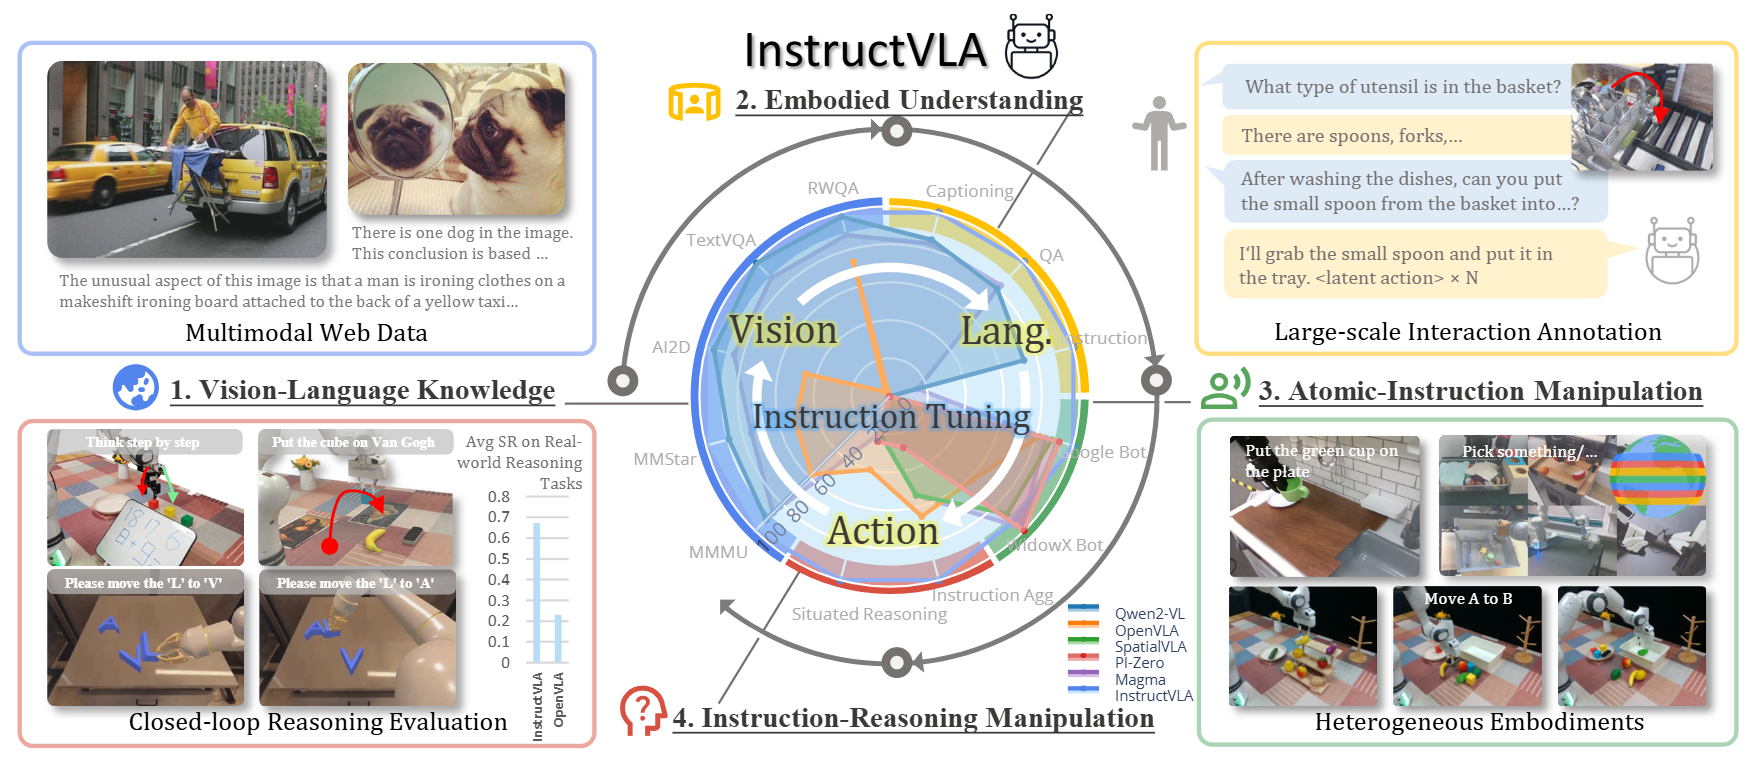 InstructVLA
2. Embodied Understanding
There is one dog in the image.
This conclusion is based ...
The unusual aspect of this image is that a man is ironing clothes on a
makeshift ironing board attached to the back of a yellow taxi...
Multimodal Web Data
1. Vision-Language Knowledge
What type of utensil is in the basket?
There are spoons, forks,...
After washing the dishes, can you put
the small spoon from the basket into...?
I'll grab the small spoon and put it in
the tray. <latent action> × N
Large-scale Interaction Annotation
3. Atomic-Instruction Manipulation
RWQA
Captioning
TextVQA
QA
Vision
Lang.
Instruction
AI2D
Instruction Tuning
MMStar
Google Bot
20
40
60
80
100
Action
MMMU
WidowX Bot
Situated Reasoning
Instruction Agg
Qwen2-VL
OpenVLA
SpatialVLA
PI-Zero
Magma
InstructVLA
4. Instruction-Reasoning Manipulation
Think step by step
Put the cube on Van Gogh
Please move the 'L' to 'V'
Please move the 'L' to 'A'
Avg SR on Real-
world Reasoning
Tasks
0.8
0.7
0.6
0.5
0.4
0.3
0.2
0.1
0
InstructVLA
OpenVLA
Closed-loop Reasoning Evaluation
Put the green cup on
the plate
Pick something/...
Move A to B
Heterogeneous Embodiments